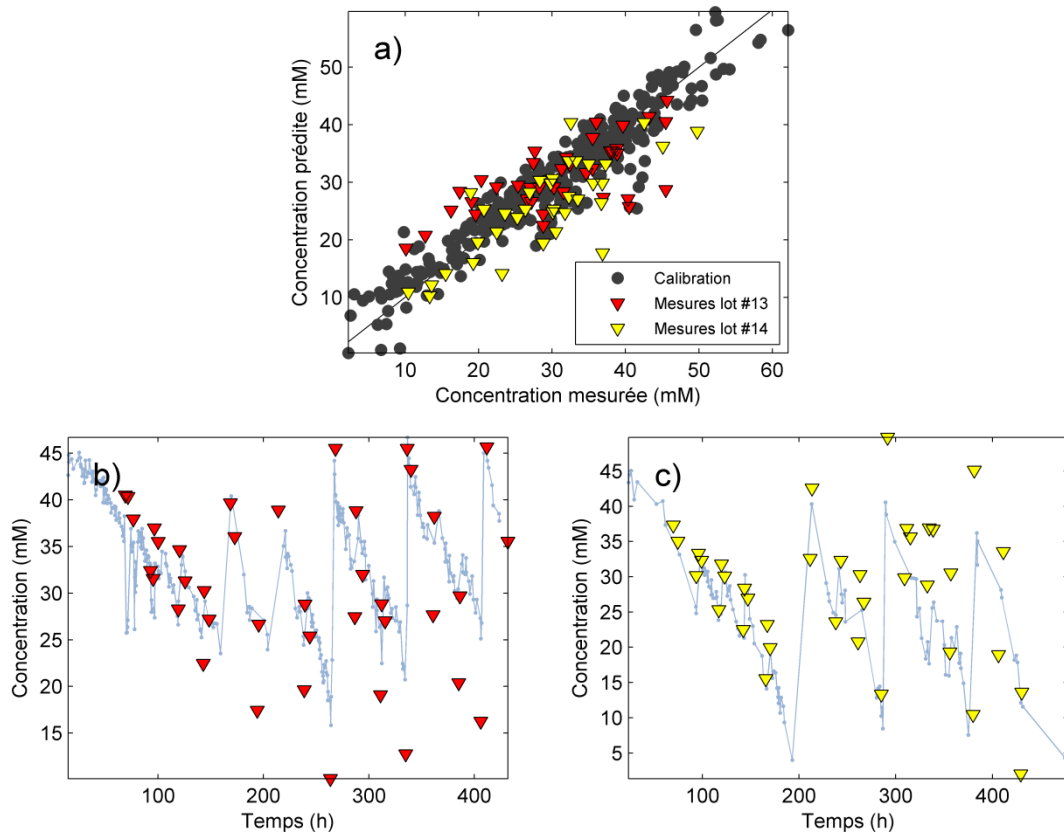 a)
Concentration prédite (mM)
50
40
30
20
10
10 20 30 40 50 60
Concentration mesurée (mM)
Calibration
Mesures lot #13
Mesures lot #14
b)
Concentration (mM)
45
40
35
30
25
20
15
100 200 300 400
Temps (h)
c)
Concentration (mM)
45
40
35
30
25
20
15
10
5
100 200 300 400
Temps (h)